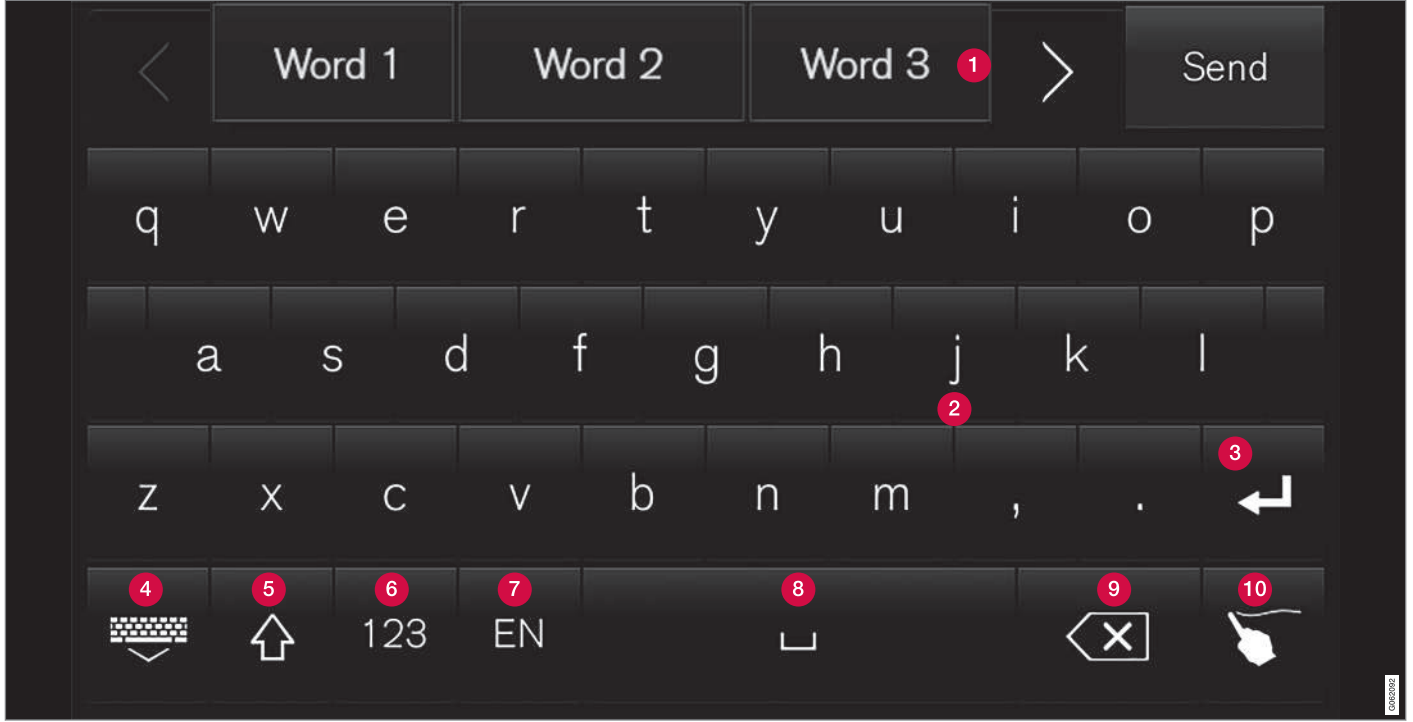 Word 1 Word 2 Word 3 1 Send
q w e r t y u i o p
a s d f g h j k l
2
3
z x c v b n m , .
4 5 6 7 8 9 10
123 EN
G062092